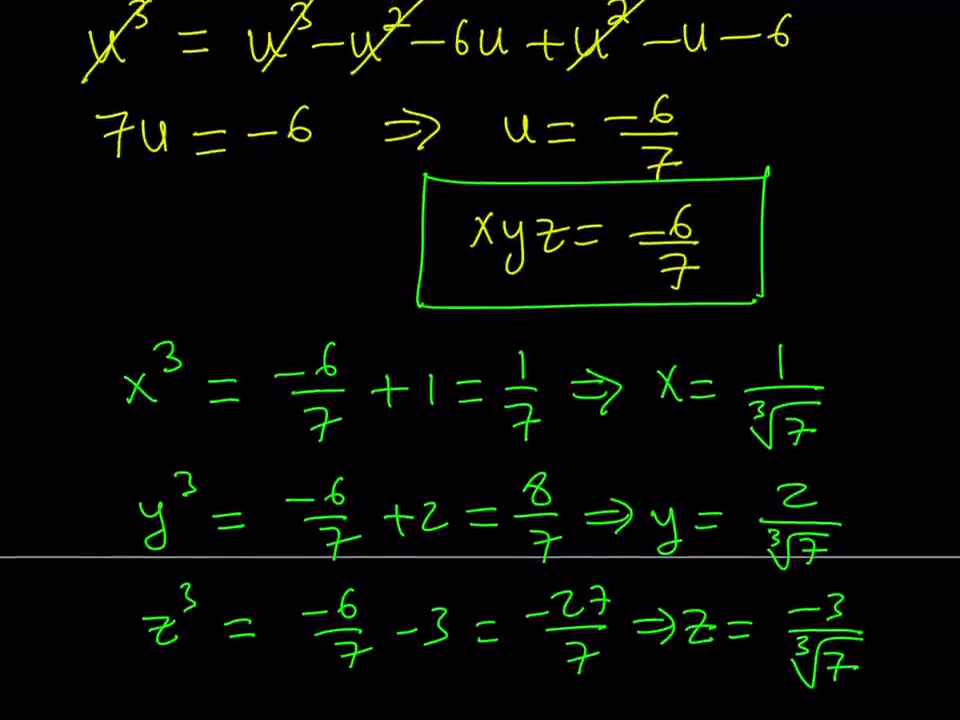 u³ = u³ - u² - 6u + u² - u - 6
7u = -6 ⇒ u = -6/7
xyz = -6/7
x³ = -6/7 + 1 = 1/7 ⇒ x = 1/∛7
y³ = -6/7 + 2 = 8/7 ⇒ y = 2/∛7
z³ = -6/7 - 3 = -27/7 ⇒ z = -3/∛7